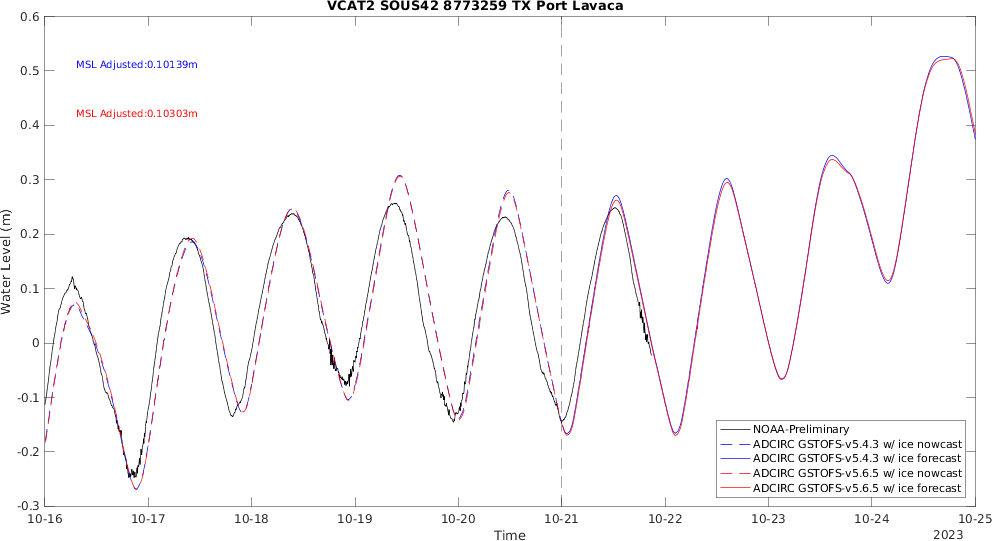 VCAT2 SOUS42 8773259 TX Port Lavaca
0.6
0.5
0.4
0.3
0.2
0.1
0
-0.1
-0.2
-0.3
Water Level (m)
MSL Adjusted:0.10139m
MSL Adjusted:0.10303m
NOAA-Preliminary
ADCIRC GSTOFS-v5.4.3 w/ ice nowcast
ADCIRC GSTOFS-v5.4.3 w/ ice forecast
ADCIRC GSTOFS-v5.6.5 w/ ice nowcast
ADCIRC GSTOFS-v5.6.5 w/ ice forecast
10-16 10-17 10-18 10-19 10-20 10-21 10-22 10-23 10-24 10-25
Time
2023